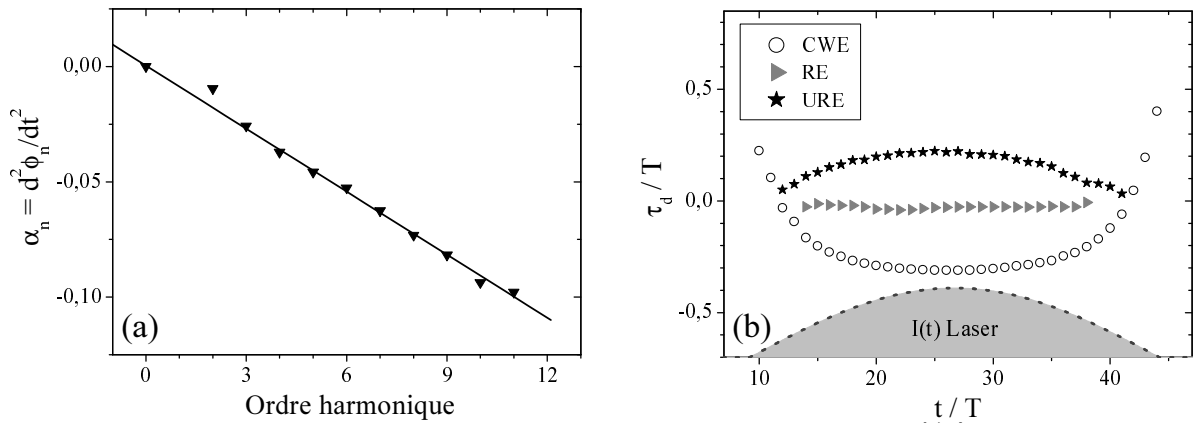 α_n = d²ϕ_n/dt²
0,00
-0,05
-0,10
(a)
0 3 6 9 12
Ordre harmonique
τ_d / T
0,5
0,0
-0,5
CWE
RE
URE
I(t) Laser
(b)
10 20 30 40
t / T